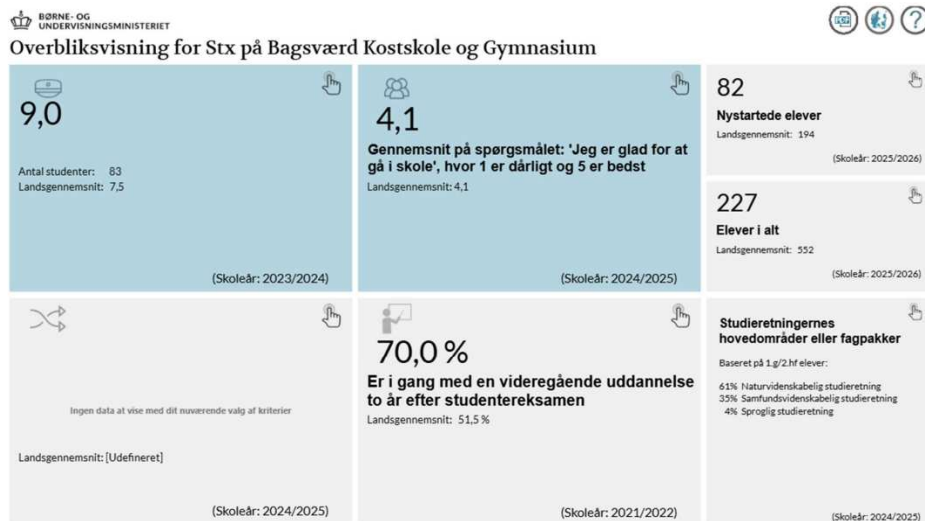 BØRNE- OG
UNDERVISNINGSMINISTERIET
PDF
?
Overbliksvisning for Stx på Bagsværd Kostskole og Gymnasium
9,0
Antal studenter: 83
Landsgennemsnit: 7,5
(Skoleår: 2023/2024)
4,1
Gennemsnit på spørgsmålet: 'Jeg er glad for at
gå i skole', hvor 1 er dårligt og 5 er bedst
Landsgennemsnit: 4,1
(Skoleår: 2024/2025)
82
Nystartede elever
Landsgennemsnit: 194
(Skoleår: 2025/2026)
227
Elever i alt
Landsgennemsnit: 552
(Skoleår: 2025/2026)
Ingen data at vise med dit nuværende valg af kriterier
Landsgennemsnit: [Udefineret]
(Skoleår: 2024/2025)
70,0 %
Er i gang med en videregående uddannelse
to år efter studentereksamen
Landsgennemsnit: 51,5 %
(Skoleår: 2021/2022)
Studieretningernes
hovedområder eller fagpakker
Baseret på 1.g/2.hf elever:
61% Naturvidenskabelig studieretning
35% Samfundsvidenskabelig studieretning
4% Sproglig studieretning
(Skoleår: 2024/2025)